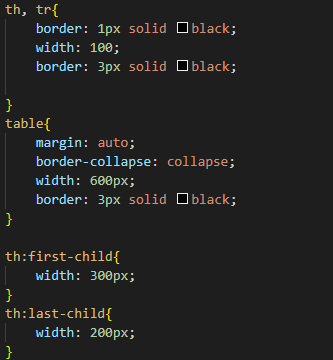 th, tr{
border: 1px solid black;
width: 100;
border: 3px solid black;
}
table{
margin: auto;
border-collapse: collapse;
width: 600px;
border: 3px solid black;
}
th:first-child{
width: 300px;
}
th:last-child{
width: 200px;
}